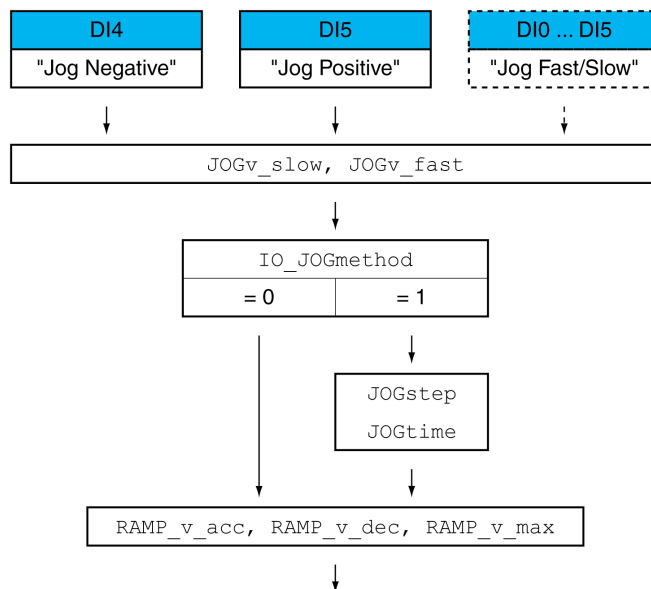 DI4
DI5
DI0 ... DI5
"Jog Negative"
"Jog Positive"
"Jog Fast/Slow"
JOGv_slow, JOGv_fast
IO_JOGmethod
= 0
= 1
JOGstep
JOGtime
RAMP_v_acc, RAMP_v_dec, RAMP_v_max